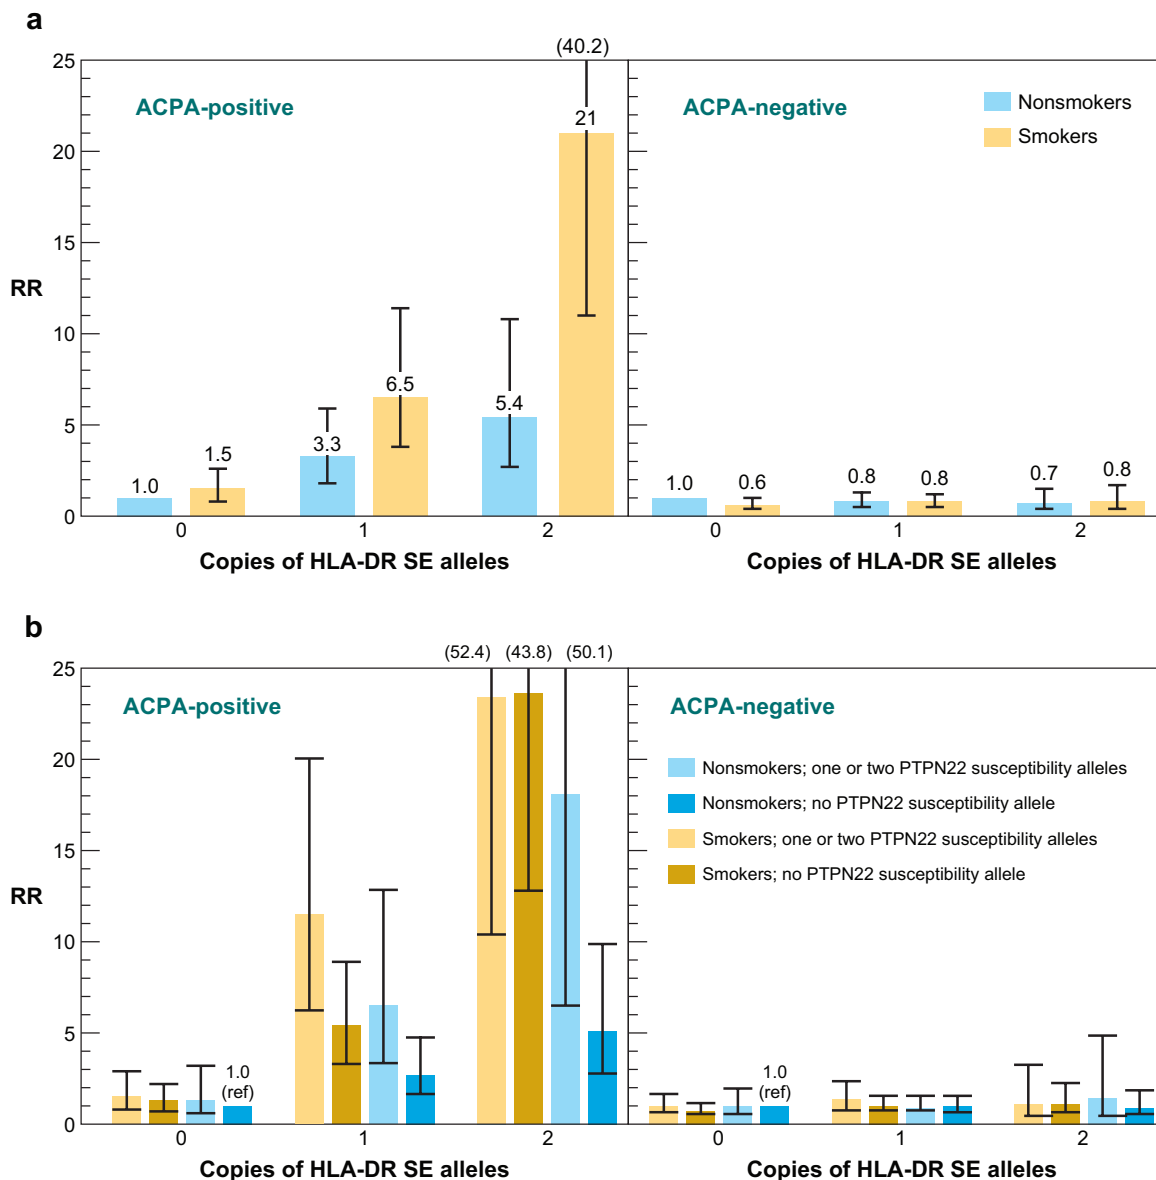 a
(40.2)
25
20
15
10
5
0
RR
ACPA-positive
1.0
1.5
3.3
6.5
5.4
21
0
1
2
Copies of HLA-DR SE alleles
ACPA-negative
Nonsmokers
Smokers
1.0
0.6
0.8
0.8
0.7
0.8
0
1
2
Copies of HLA-DR SE alleles
b
(52.4)
(43.8)
(50.1)
25
20
15
10
5
0
RR
ACPA-positive
1.0
(ref)
0
1
2
Copies of HLA-DR SE alleles
ACPA-negative
Nonsmokers; one or two PTPN22 susceptibility alleles
Nonsmokers; no PTPN22 susceptibility allele
Smokers; one or two PTPN22 susceptibility alleles
Smokers; no PTPN22 susceptibility allele
1.0
(ref)
0
1
2
Copies of HLA-DR SE alleles